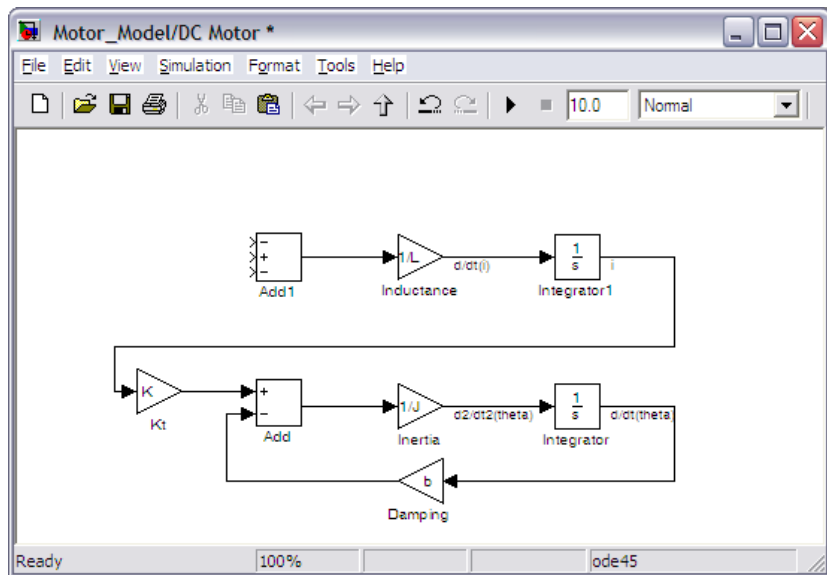 Motor_Model/DC Motor *
File Edit View Simulation Format Tools Help
10.0 Normal
-
+
-
Add1
1/L
Inductance
d/dt(i)
1
s
Integrator1
i
K
Kt
+
-
Add
1/J
Inertia
d2/dt2(theta)
1
s
Integrator
d/dt(theta)
b
Damping
Ready 100% ode45